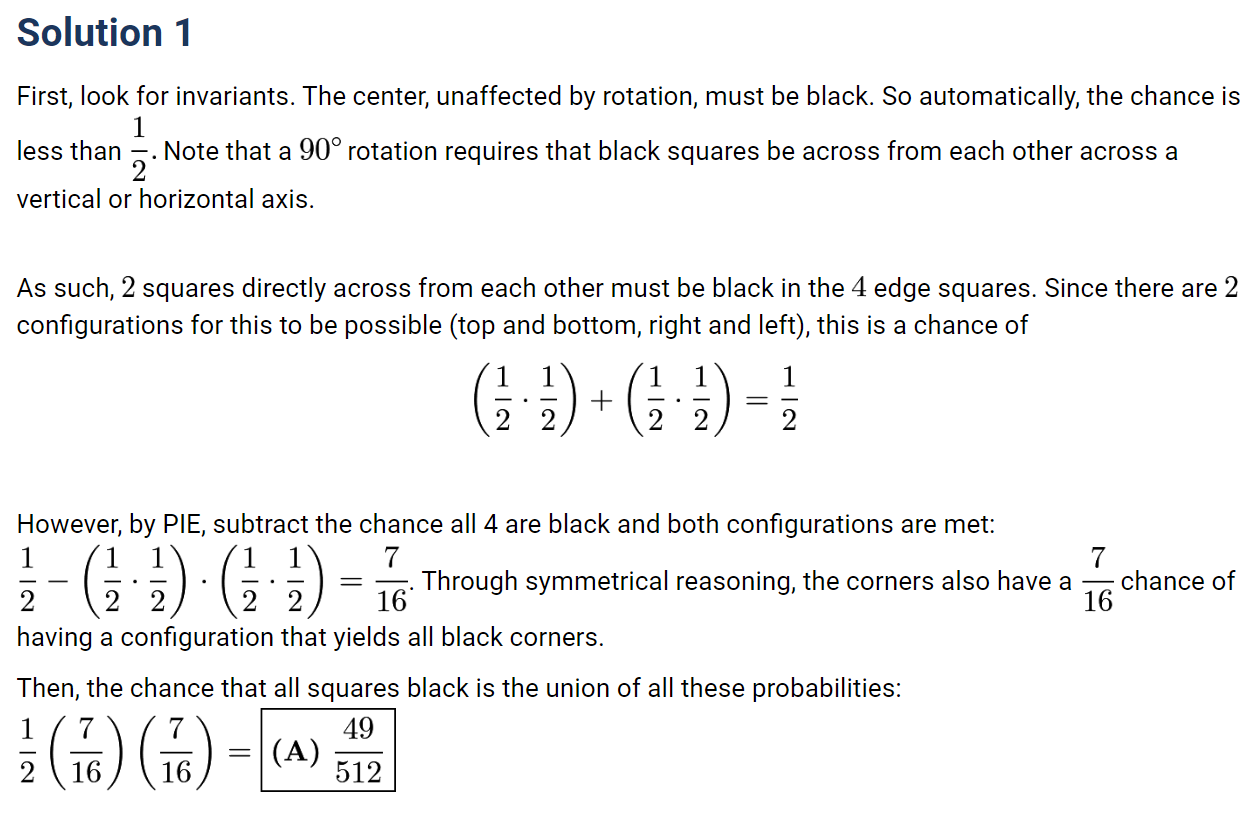 Solution 1
First, look for invariants. The center, unaffected by rotation, must be black. So automatically, the chance is
less than \frac{1}{2}. Note that a 90° rotation requires that black squares be across from each other across a
vertical or horizontal axis.
As such, 2 squares directly across from each other must be black in the 4 edge squares. Since there are 2
configurations for this to be possible (top and bottom, right and left), this is a chance of
\left(\frac{1}{2} \cdot \frac{1}{2}\right) + \left(\frac{1}{2} \cdot \frac{1}{2}\right) = \frac{1}{2}
However, by PIE, subtract the chance all 4 are black and both configurations are met:
\frac{1}{2} - \left(\frac{1}{2} \cdot \frac{1}{2}\right) \cdot \left(\frac{1}{2} \cdot \frac{1}{2}\right) = \frac{7}{16}. Through symmetrical reasoning, the corners also have a \frac{7}{16} chance of
having a configuration that yields all black corners.
Then, the chance that all squares black is the union of all these probabilities:
\frac{1}{2}\left(\frac{7}{16}\right)\left(\frac{7}{16}\right) = \boxed{\textbf{(A)} \frac{49}{512}}